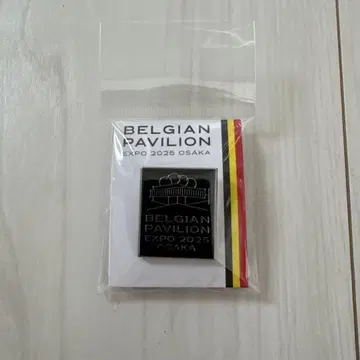 BELGIAN
PAVILION
EXPO 2025 OSAKA
BELGIAN
PAVILION
EXPO 2025
OSAKA